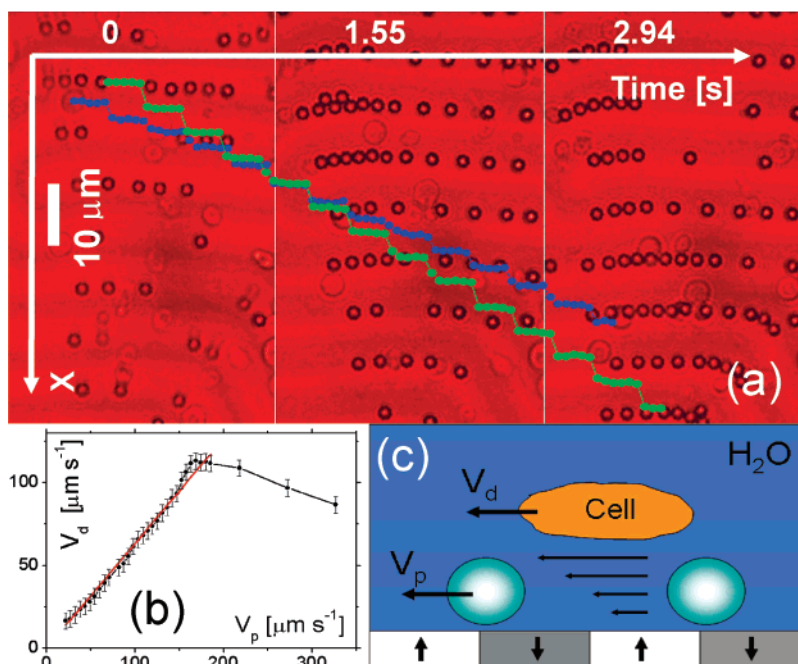 0 1.55 2.94
Time [s]
10 μm
X
(a)
V_d [μm s⁻¹]
100
50
0
0 100 200 300
V_p [μm s⁻¹]
(b)
(c)
H₂O
V_d
Cell
V_p